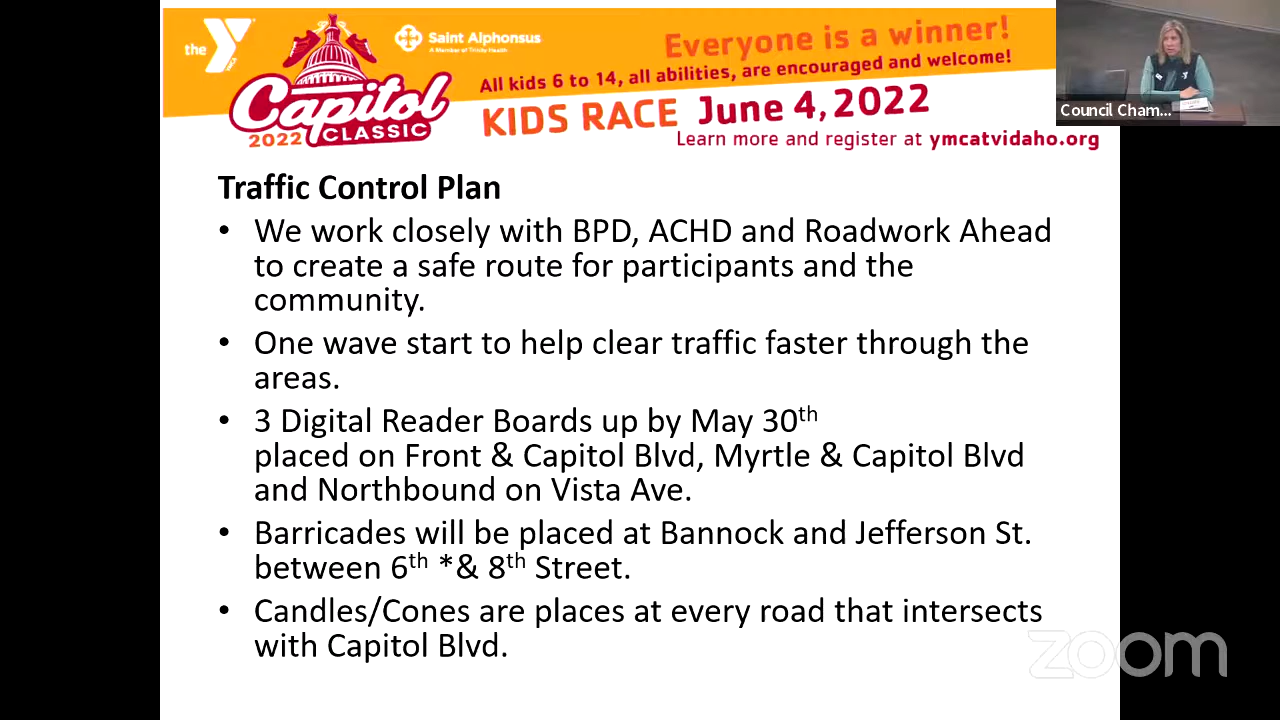 the Y
Saint Alphonsus
A Member of Trinity Health
Everyone is a winner!
All kids 6 to 14, all abilities, are encouraged and welcome!
Capitol
2022 CLASSIC
KIDS RACE June 4, 2022
Learn more and register at ymcatvidaho.org
Council Cham...
Traffic Control Plan
• We work closely with BPD, ACHD and Roadwork Ahead
to create a safe route for participants and the
community.
• One wave start to help clear traffic faster through the
areas.
• 3 Digital Reader Boards up by May 30th
placed on Front & Capitol Blvd, Myrtle & Capitol Blvd
and Northbound on Vista Ave.
• Barricades will be placed at Bannock and Jefferson St.
between 6th *& 8th Street.
• Candles/Cones are places at every road that intersects
with Capitol Blvd.
zoom